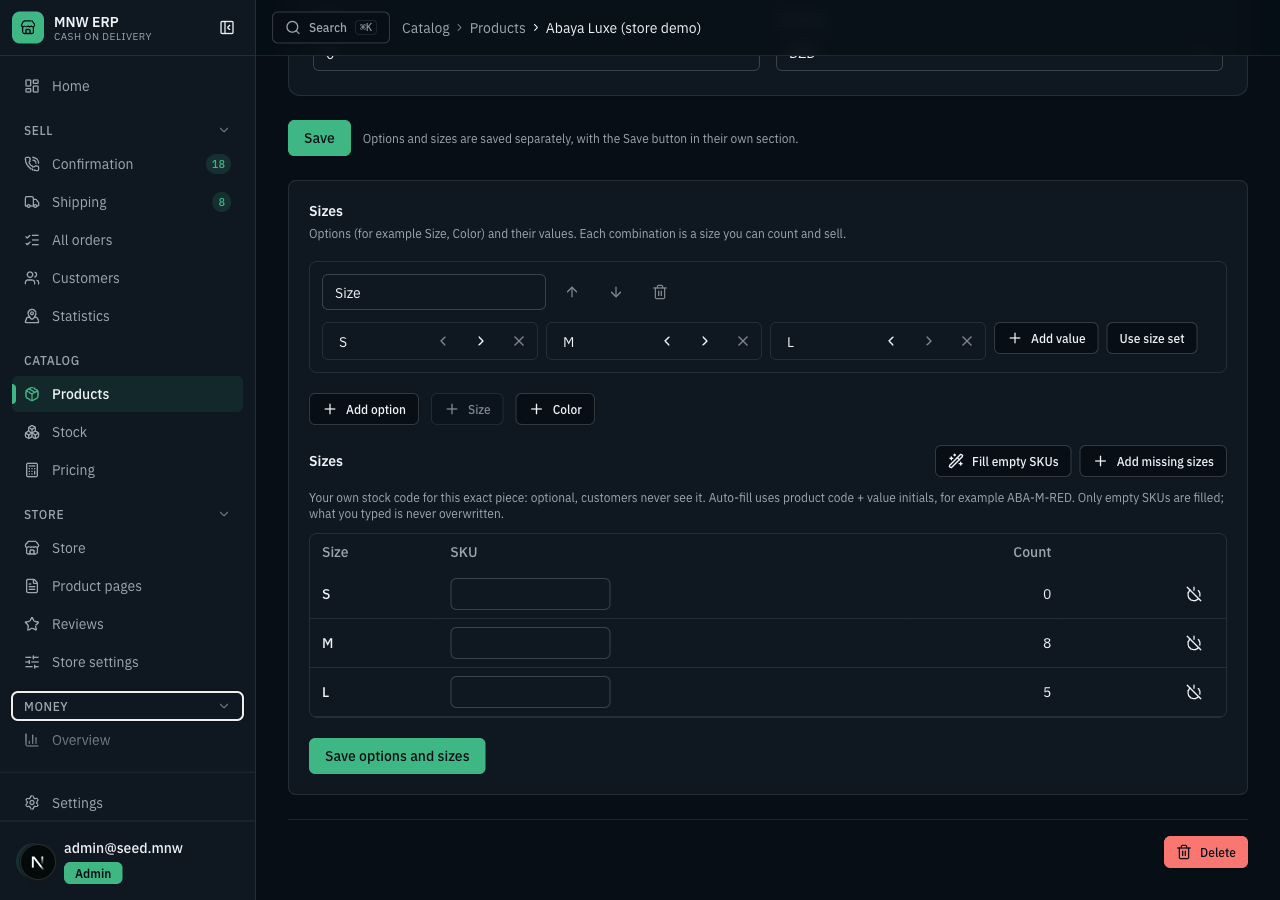 MNW ERP
CASH ON DELIVERY
Search ⌘K
Catalog > Products > Abaya Luxe (store demo)
Home
SELL
Confirmation 18
Shipping 8
All orders
Customers
Statistics
CATALOG
Products
Stock
Pricing
STORE
Store
Product pages
Reviews
Store settings
MONEY
Overview
Settings
N
admin@seed.mnw
Admin
Save
Options and sizes are saved separately, with the Save button in their own section.
Sizes
Options (for example Size, Color) and their values. Each combination is a size you can count and sell.
Size
S M L Add value Use size set
Add option Size Color
Sizes
Fill empty SKUs Add missing sizes
Your own stock code for this exact piece: optional, customers never see it. Auto-fill uses product code + value initials, for example ABA-M-RED. Only empty SKUs are filled;
what you typed is never overwritten.
Size SKU Count
S 0
M 8
L 5
Save options and sizes
Delete